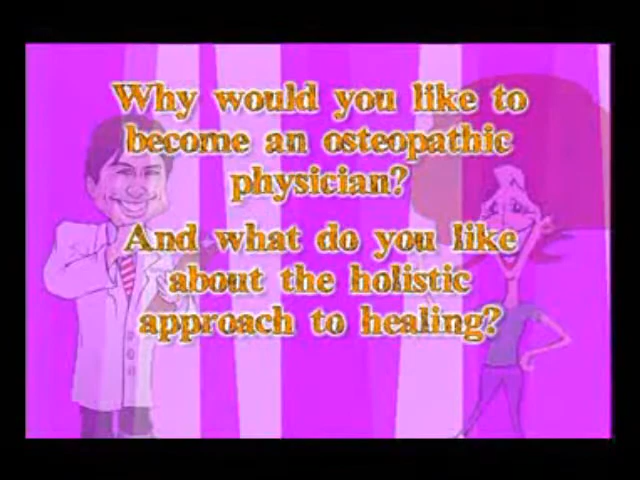 Why would you like to
become an osteopathic
physician?
And what do you like
about the holistic
approach to healing?